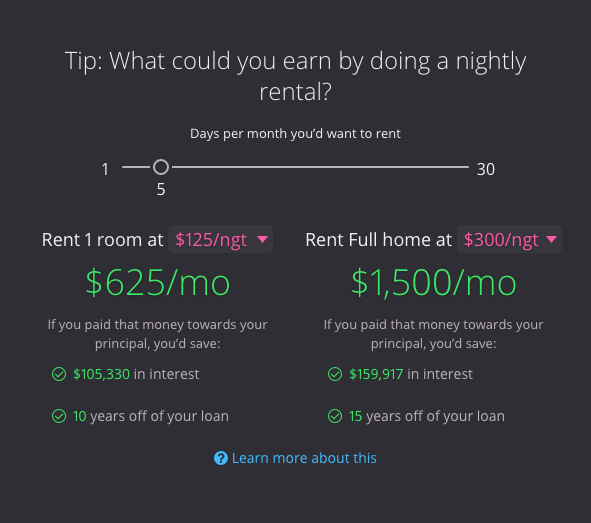 Tip: What could you earn by doing a nightly
rental?
Days per month you'd want to rent
1
30
5
Rent 1 room at $125/ngt
$625/mo
If you paid that money towards your
principal, you'd save:
$105,330 in interest
10 years off of your loan
Rent Full home at $300/ngt
$1,500/mo
If you paid that money towards your
principal, you'd save:
$159,917 in interest
15 years off of your loan
? Learn more about this